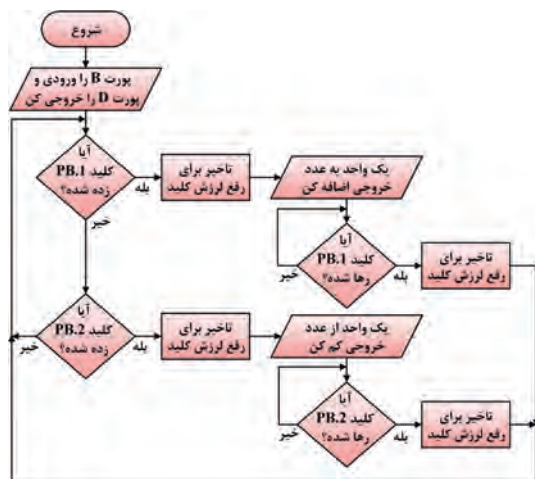 شروع
پورت B را ورودی و
پورت D را خروجی کن
آیا
کلید PB.1
زده شده؟
بله
خیر
تاخیر برای
رفع لرزش کلید
یک واحد به عدد
خروجی اضافه کن
آیا
کلید PB.1
رها شده؟
خیر
بله
تاخیر برای
رفع لرزش کلید
آیا
کلید PB.2
زده شده؟
خیر
بله
تاخیر برای
رفع لرزش کلید
یک واحد از عدد
خروجی کم کن
آیا
کلید PB.2
رها شده؟
خیر
بله
تاخیر برای
رفع لرزش کلید